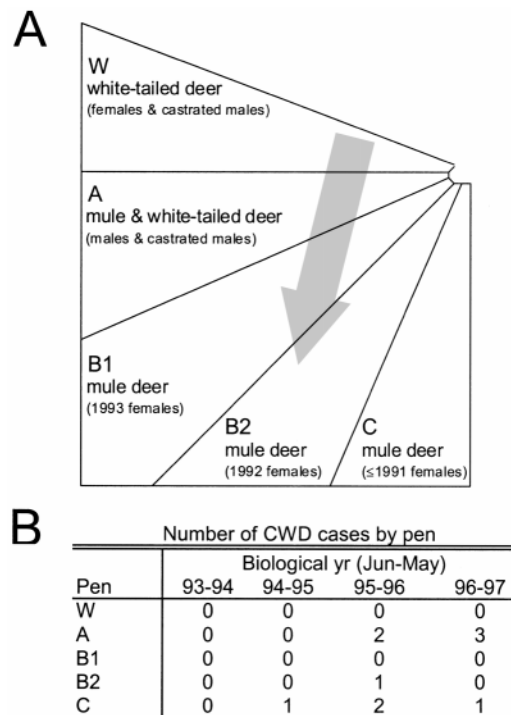 A
W
white-tailed deer
(females & castrated males)
A
mule & white-tailed deer
(males & castrated males)
B1
mule deer
(1993 females)
B2
mule deer
(1992 females)
C
mule deer
(≤1991 females)
B
Number of CWD cases by pen
Biological yr (Jun-May)
Pen 93-94 94-95 95-96 96-97
W 0 0 0 0
A 0 0 2 3
B1 0 0 0 0
B2 0 0 1 0
C 0 1 2 1